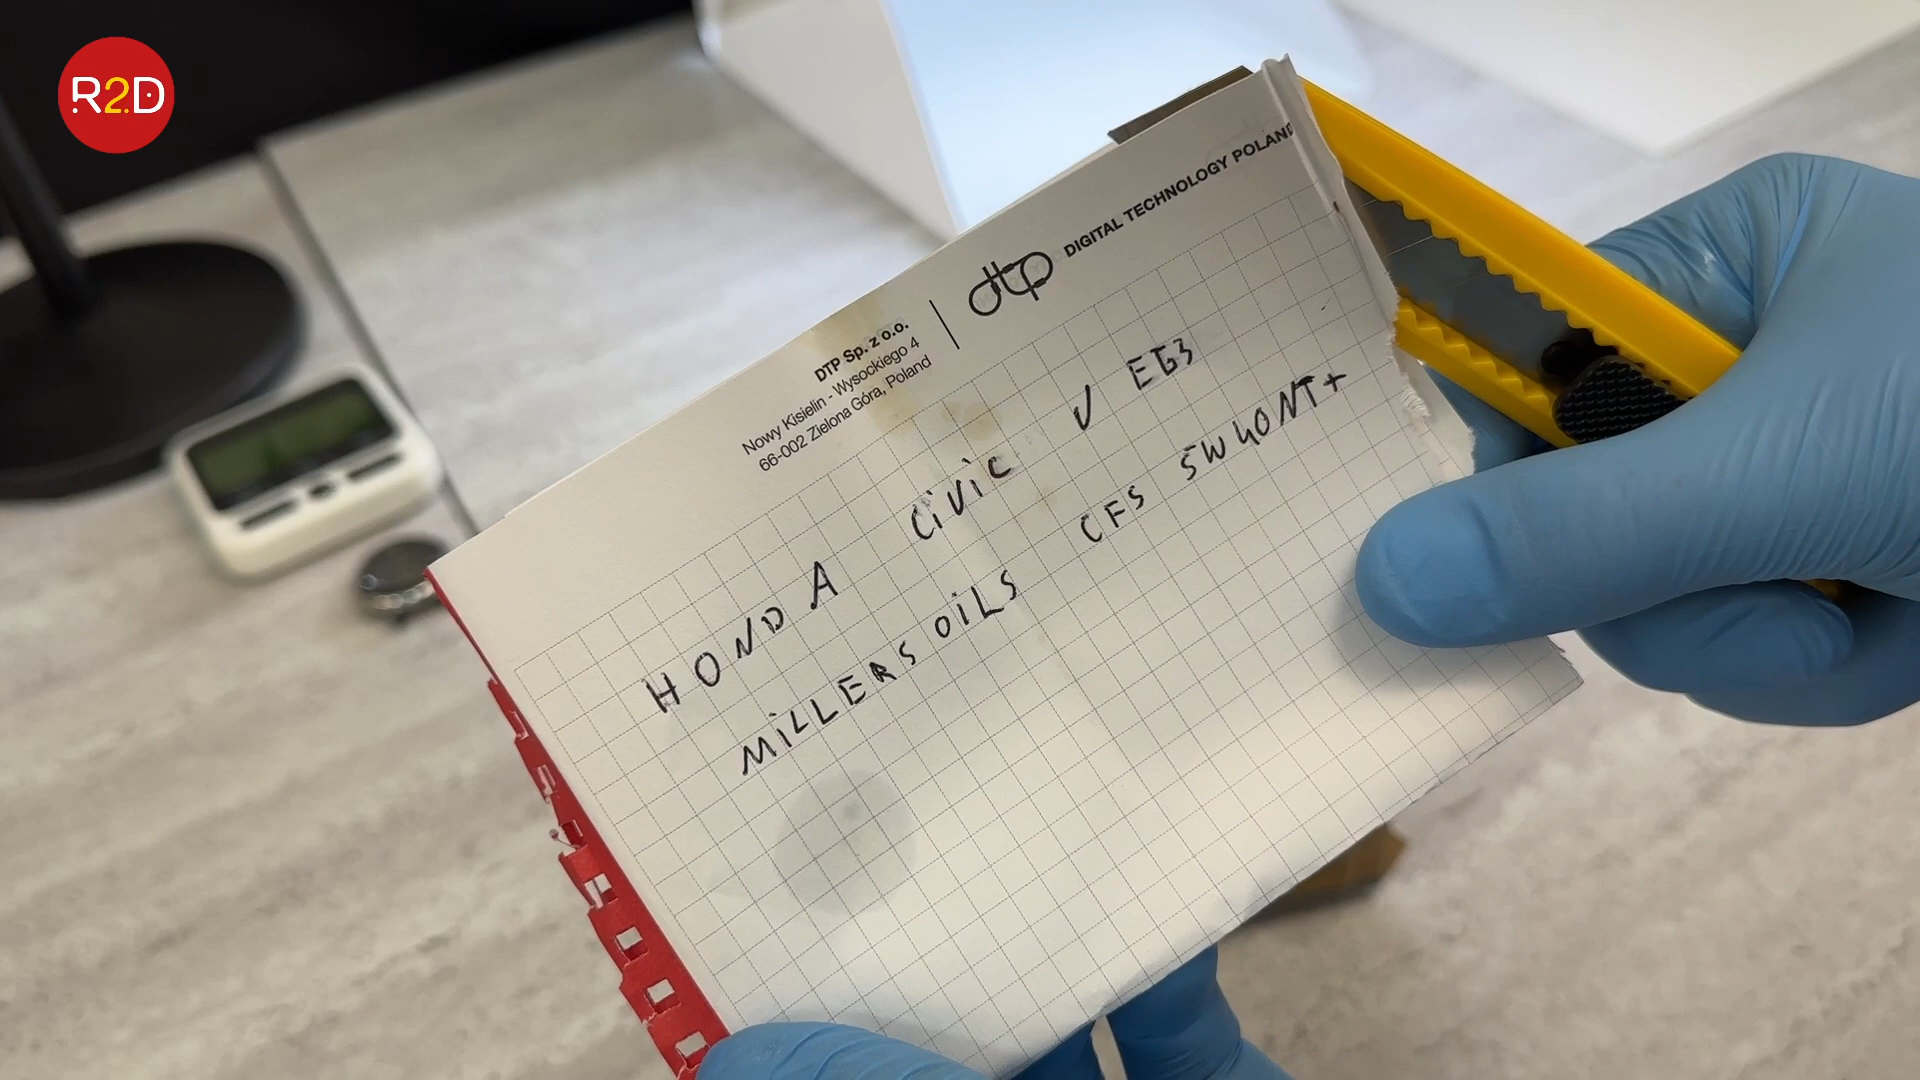 R2D
DTP Sp. z o.o.
Nowy Kisielin - Wysockiego 4
66-002 Zielona Góra, Poland
dtp DIGITAL TECHNOLOGY POLAND
HONDA CiViC V EG3
MiLLERS OiLS CFS 5W40NT+